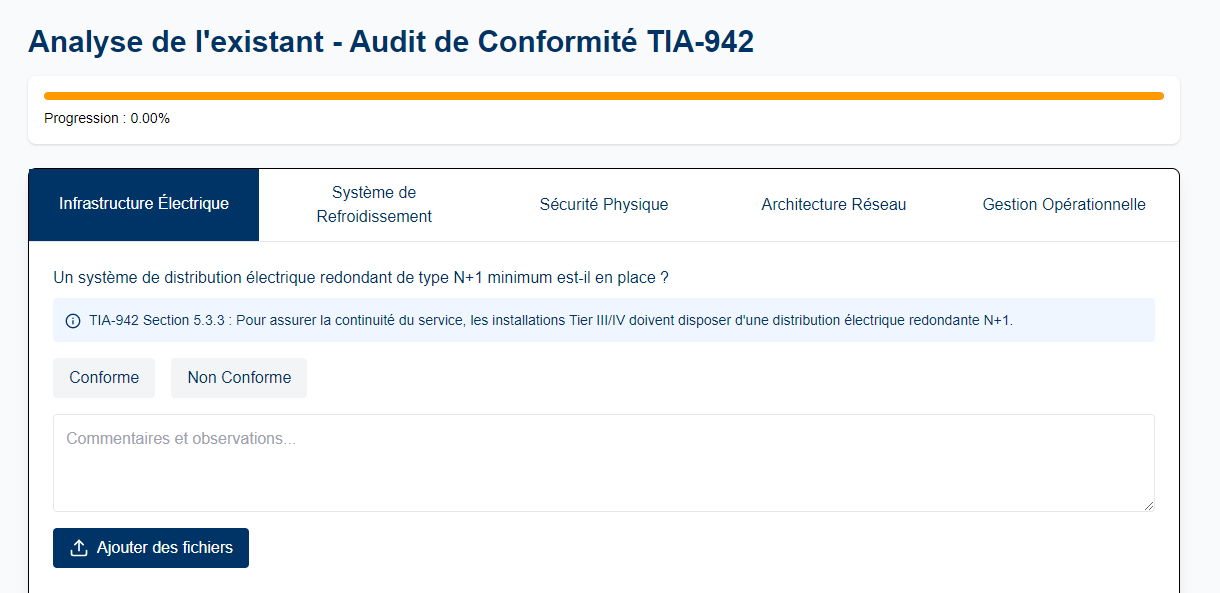 Analyse de l'existant - Audit de Conformité TIA-942
Progression : 0.00%
Infrastructure Électrique
Système de
Refroidissement
Sécurité Physique
Architecture Réseau
Gestion Opérationnelle
Un système de distribution électrique redondant de type N+1 minimum est-il en place ?
TIA-942 Section 5.3.3 : Pour assurer la continuité du service, les installations Tier III/IV doivent disposer d'une distribution électrique redondante N+1.
Conforme
Non Conforme
Commentaires et observations...
Ajouter des fichiers